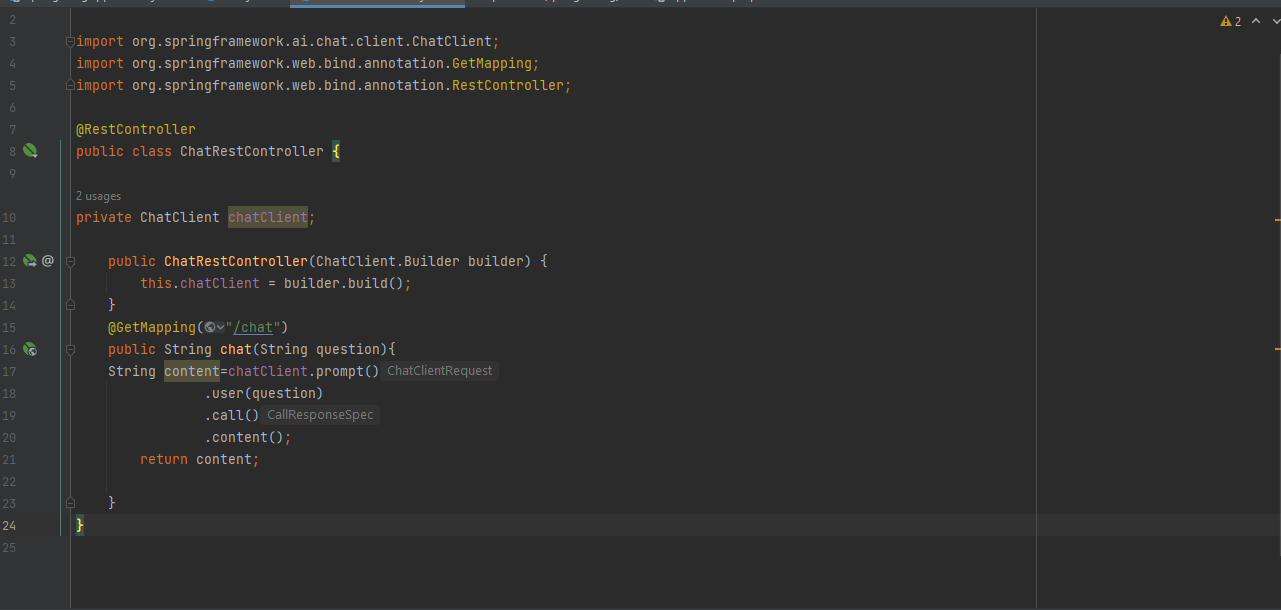 2
3 import org.springframework.ai.chat.client.ChatClient;
4 import org.springframework.web.bind.annotation.GetMapping;
5 import org.springframework.web.bind.annotation.RestController;
6
7 @RestController
8 public class ChatRestController {
9
2 usages
10 private ChatClient chatClient;
11
12 @ public ChatRestController(ChatClient.Builder builder) {
13 this.chatClient = builder.build();
14 }
15 @GetMapping("/chat")
16 public String chat(String question){
17 String content=chatClient.prompt() ChatClientRequest
18 .user(question)
19 .call() CallResponseSpec
20 .content();
21 return content;
22
23 }
24 }
25
2